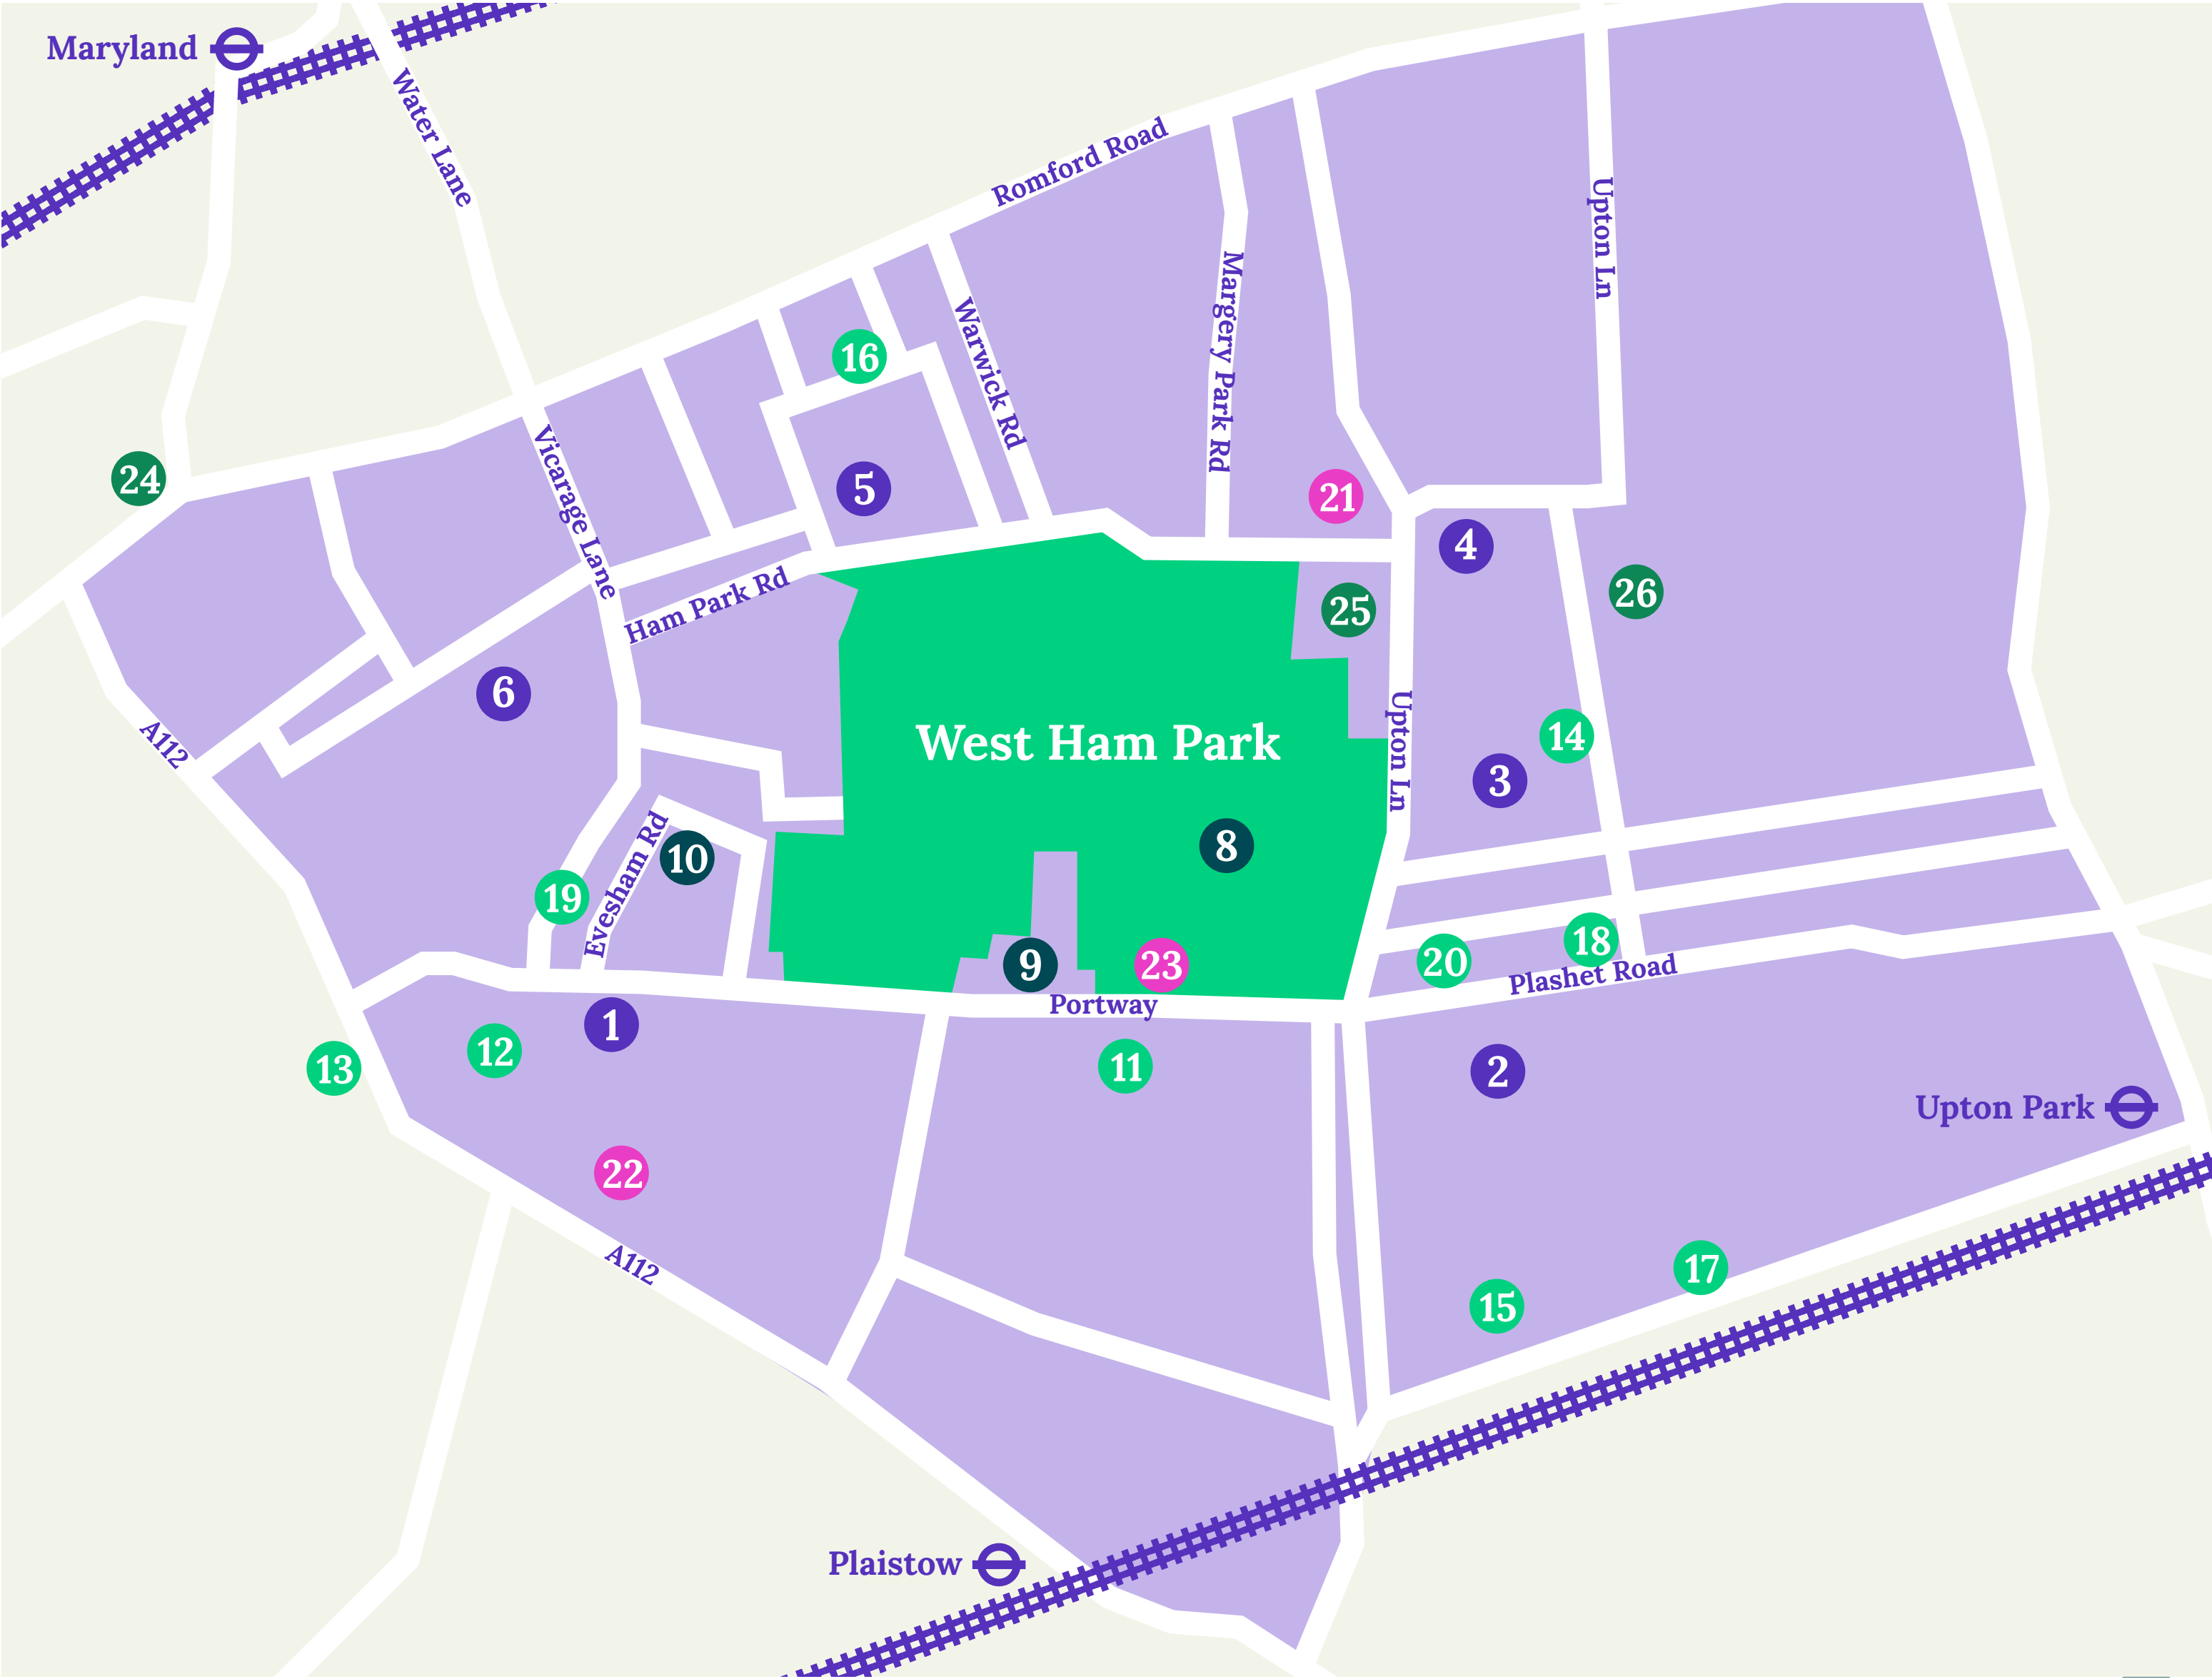 Maryland
Water Lane
Romford Road
Upton Ln
Margery Park Rd
Warwick Rd
16
Vicarage Lane
24
5
21
4
26
25
Ham Park Rd
6
A112
West Ham Park
Upton Ln
14
3
8
10
Evesham Rd
19
9
23
20
18
Plashet Road
Portway
1
12
13
11
2
Upton Park
22
A112
17
15
Plaistow